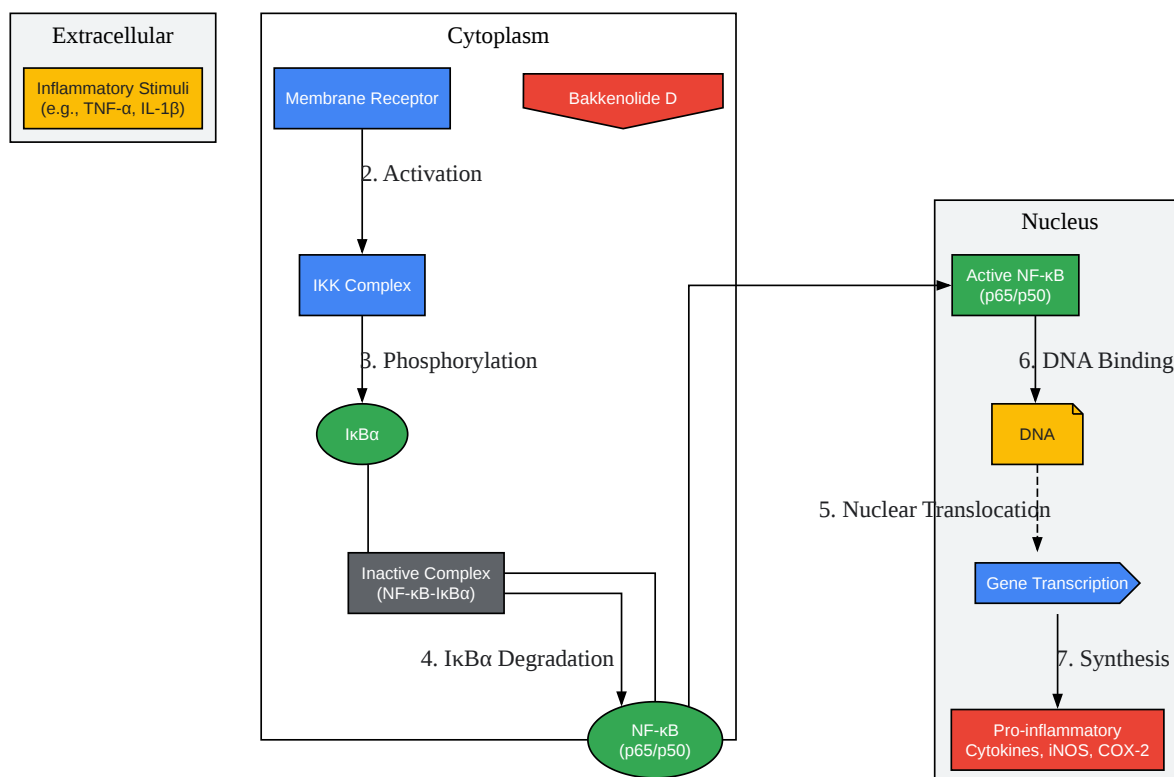 Extracellular
Inflammatory Stimuli
(e.g., TNF-α, IL-1β)
Cytoplasm
Membrane Receptor
Bakkenolide D
2. Activation
IKK Complex
3. Phosphorylation
IκBα
Inactive Complex
(NF-κB-IκBα)
4. IκBα Degradation
NF-κB
(p65/p50)
Nucleus
Active NF-κB
(p65/p50)
6. DNA Binding
DNA
5. Nuclear Translocation
Gene Transcription
7. Synthesis
Pro-inflammatory
Cytokines, iNOS, COX-2